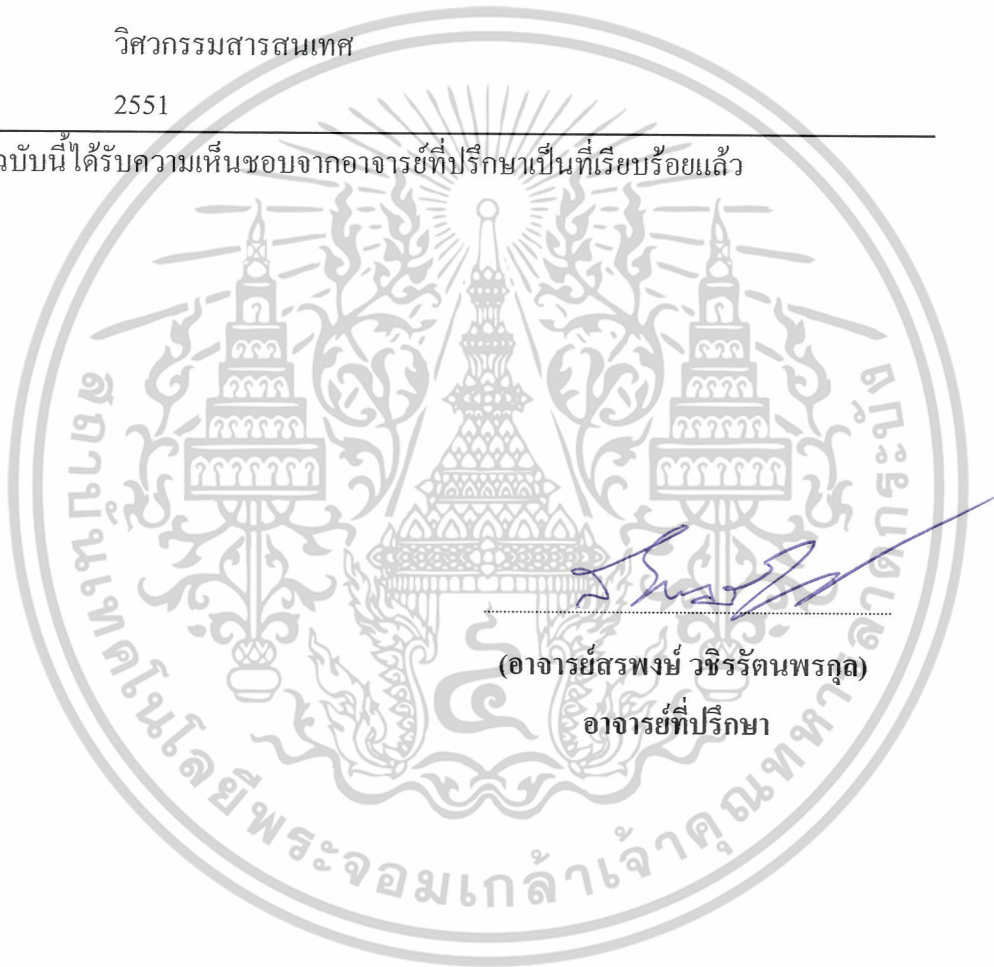 วิศวกรรมสารสนเทศ
2551
บับนี้ได้รับความเห็นชอบจากอาจารย์ที่ปรึกษาเป็นที่เรียบร้อยแล้ว
(อาจารย์สรพงษ์ วชิรรัตนพรกุล)
อาจารย์ที่ปรึกษา
สถาบันเทคโนโลยีพระจอมเกล้าเจ้าคุณทหารลาดกระบัง